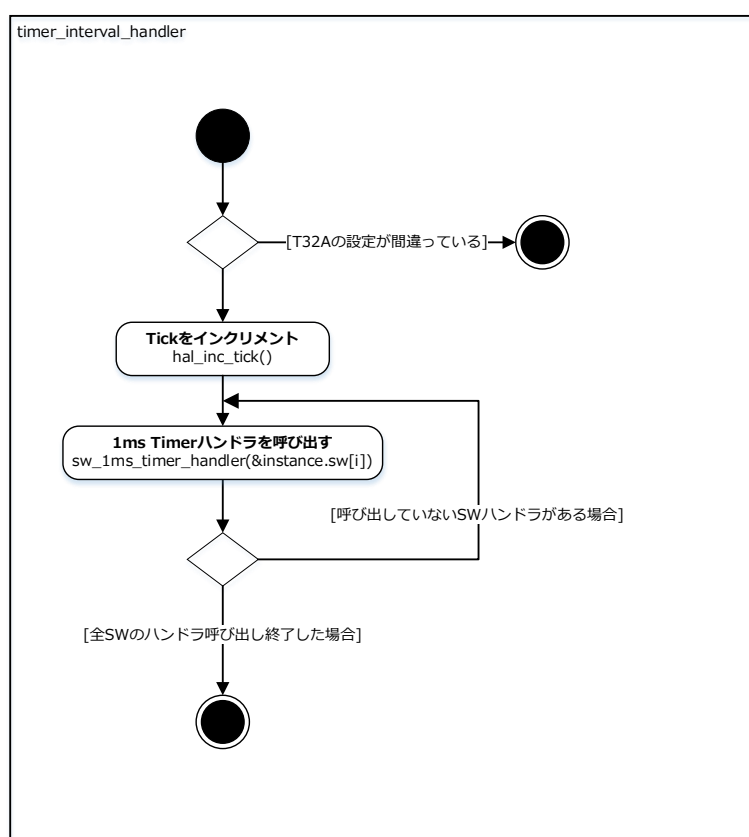 timer_interval_handler
[T32Aの設定が間違っている]
Tickをインクリメント
hal_inc_tick()
1ms Timerハンドラを呼び出す
sw_1ms_timer_handler(&instance.sw[i])
[呼び出していないSWハンドラがある場合]
[全SWのハンドラ呼び出し終了した場合]